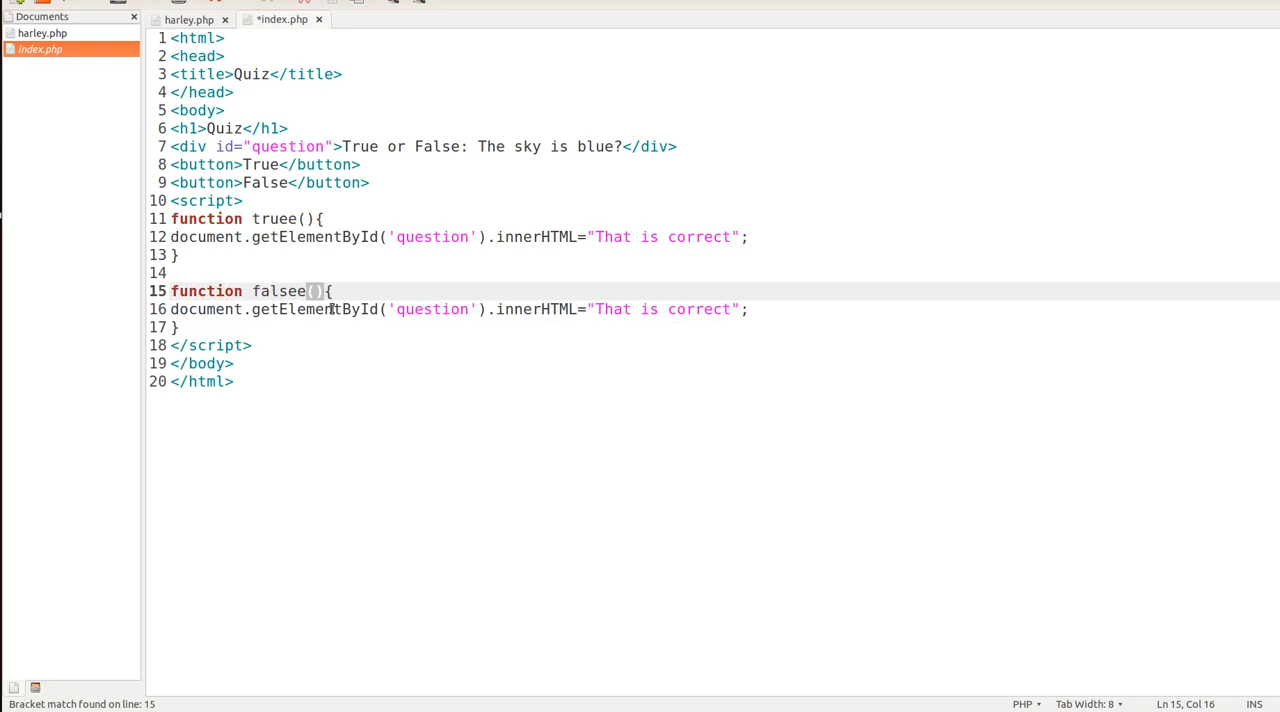 Documents
harley.php
index.php
harley.php
*index.php
1 <html>
2 <head>
3 <title>Quiz</title>
4 </head>
5 <body>
6 <h1>Quiz</h1>
7 <div id="question">True or False: The sky is blue?</div>
8 <button>True</button>
9 <button>False</button>
10 <script>
11 function truee(){
12 document.getElementById('question').innerHTML="That is correct";
13 }
14
15 function falsee(){
16 document.getElementById('question').innerHTML="That is correct";
17 }
18 </script>
19 </body>
20 </html>
Bracket match found on line: 15
PHP
Tab Width: 8
Ln 15, Col 16
INS